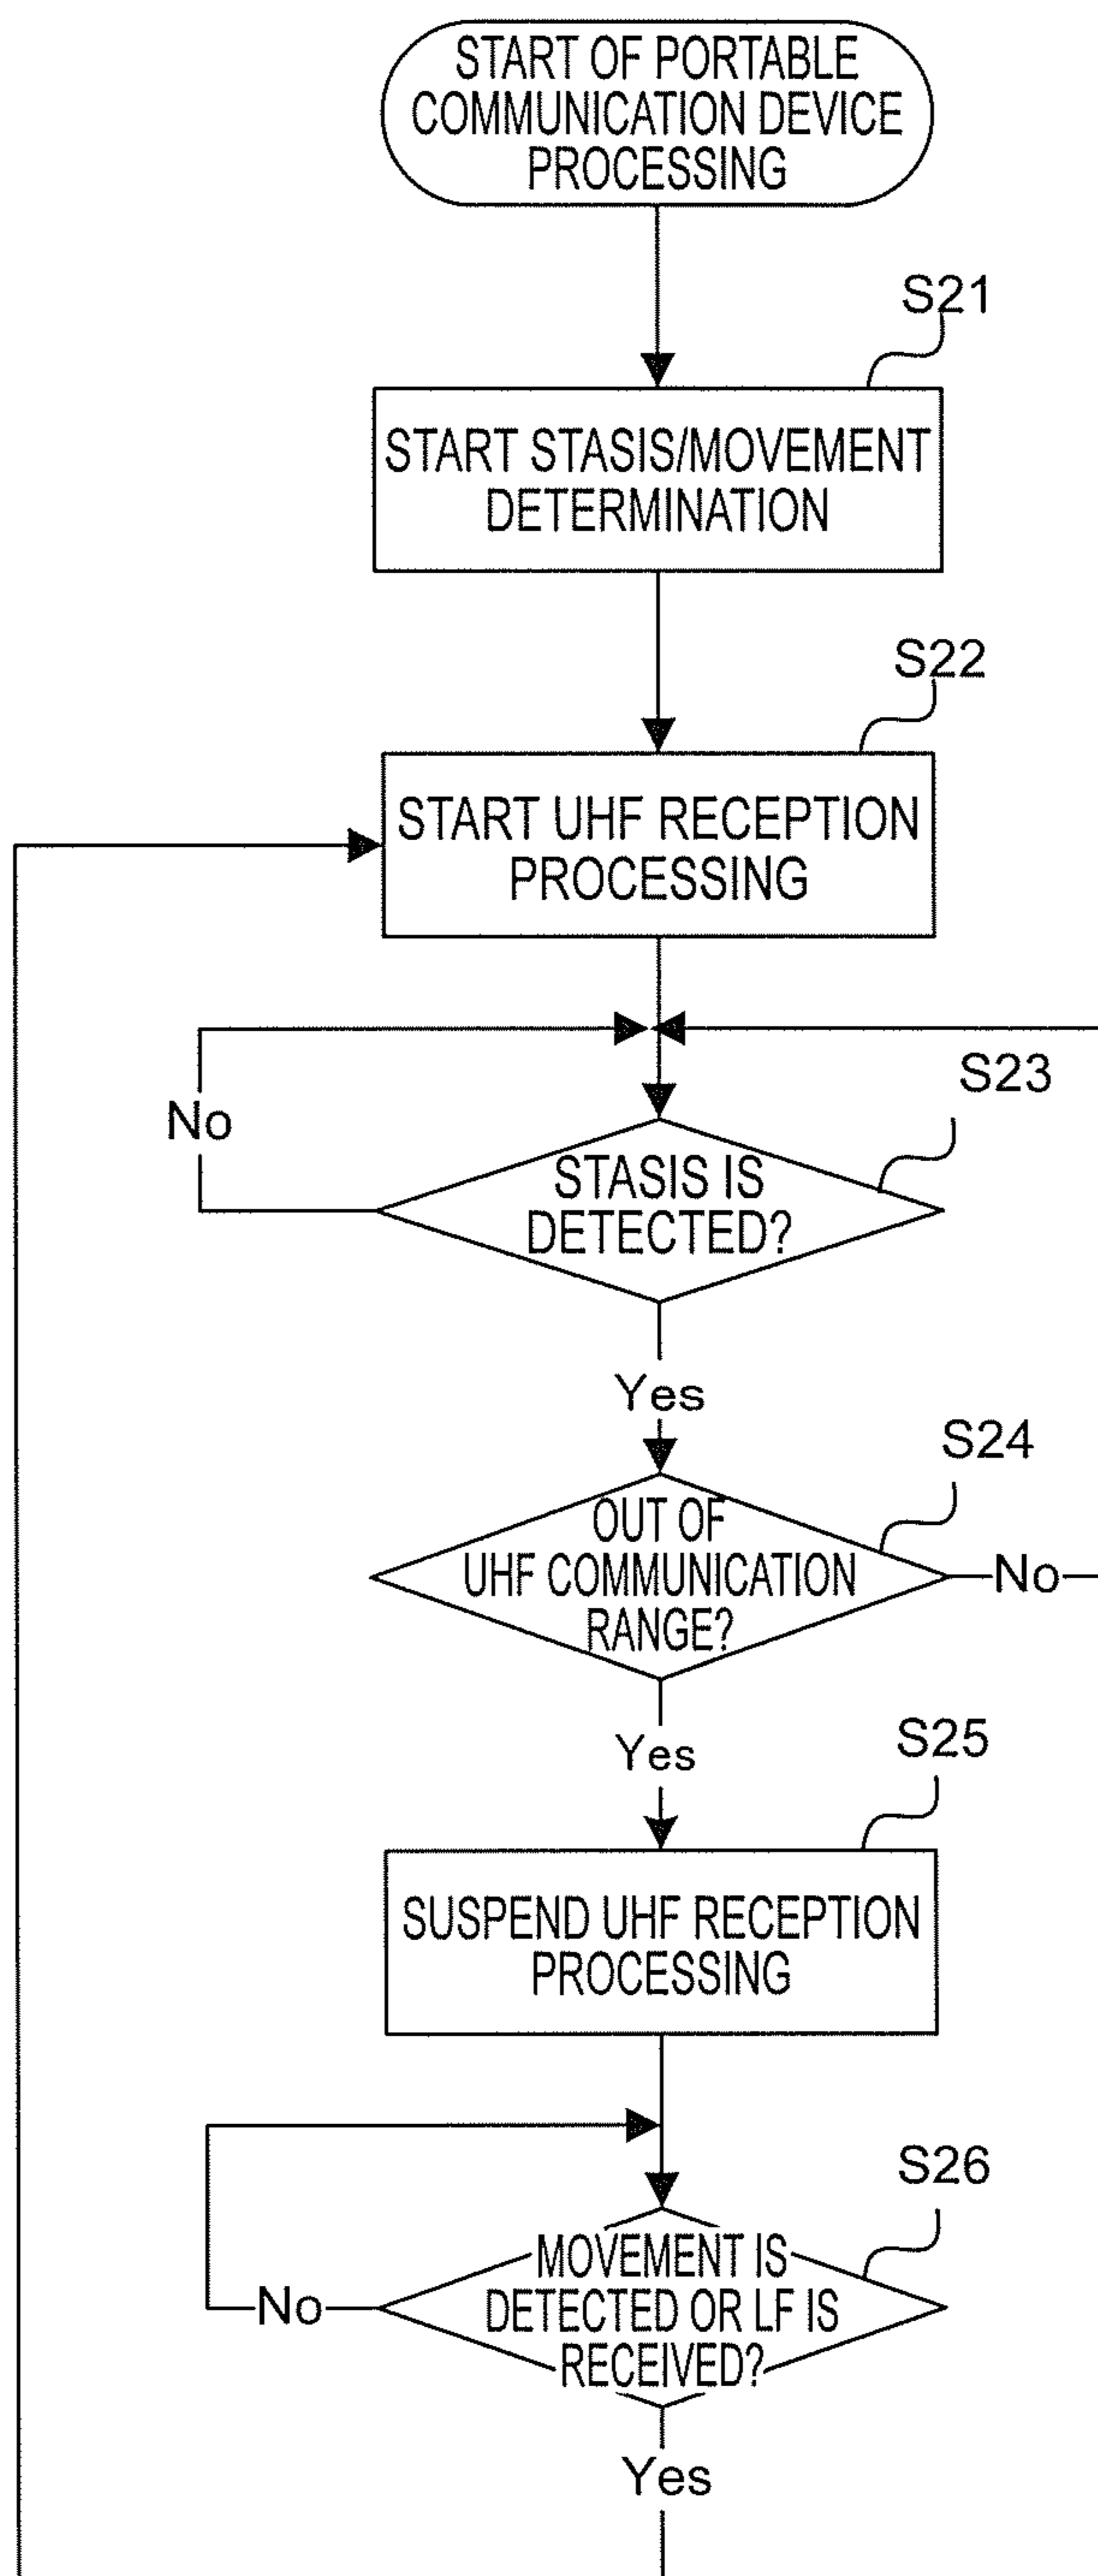 START OF PORTABLE
COMMUNICATION DEVICE
PROCESSING
S21
START STASIS/MOVEMENT
DETERMINATION
S22
START UHF RECEPTION
PROCESSING
S23
No
STASIS IS
DETECTED?
Yes
S24
OUT OF
UHF COMMUNICATION
RANGE?
No
Yes
S25
SUSPEND UHF RECEPTION
PROCESSING
S26
MOVEMENT IS
DETECTED OR LF IS
RECEIVED?
No
Yes